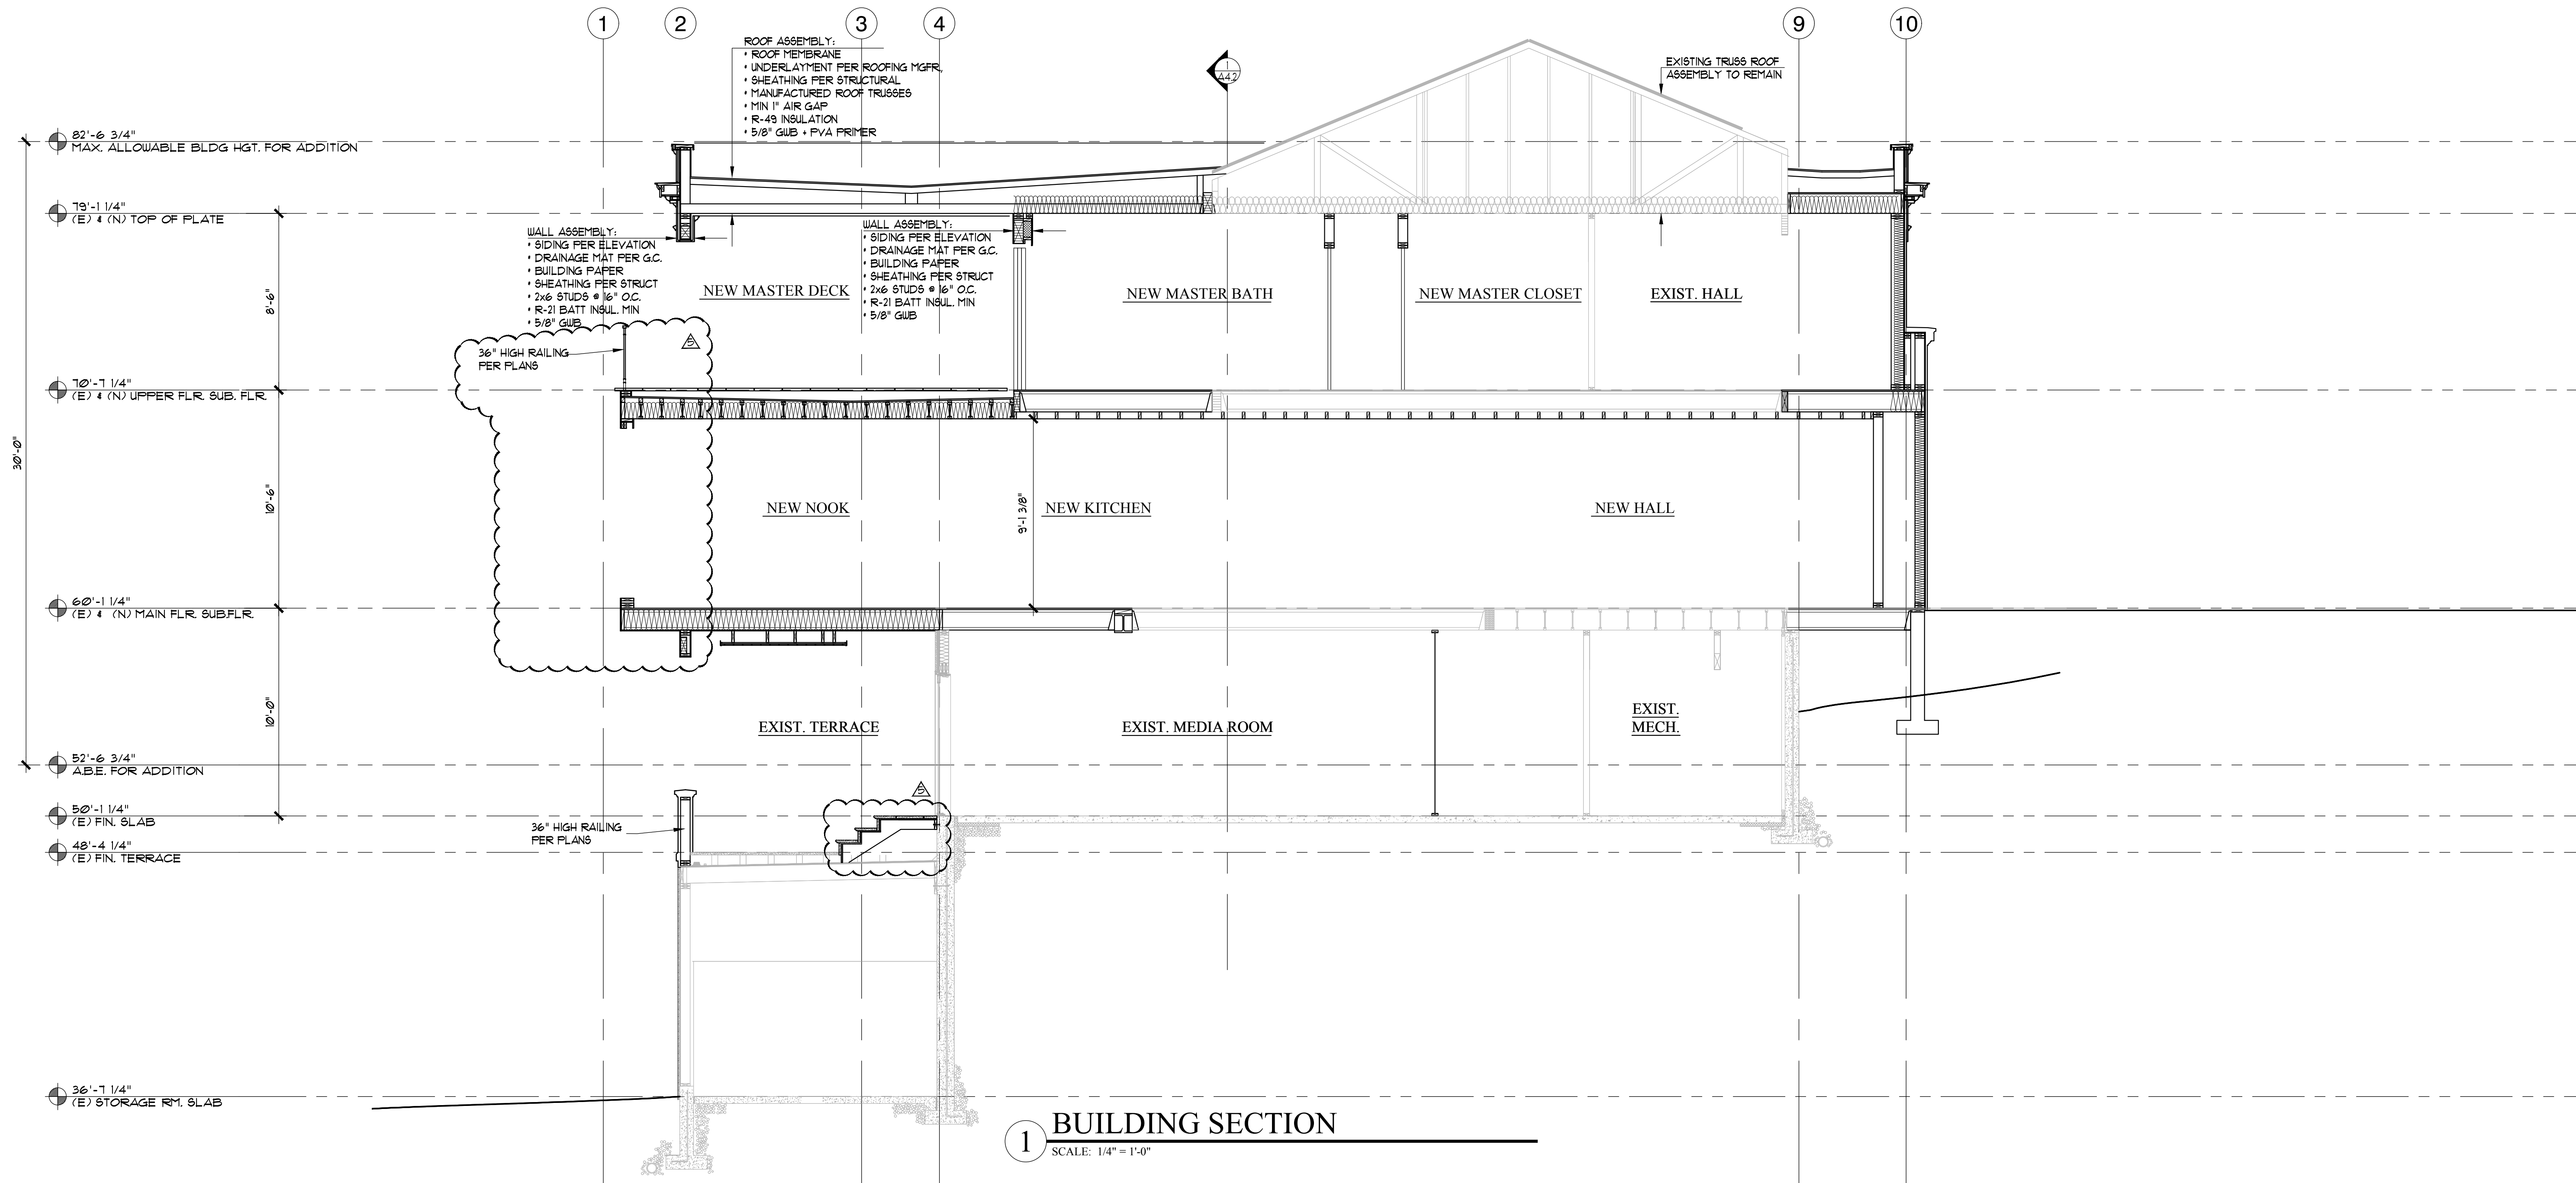 1
2
3
4
9
10
ROOF ASSEMBLY:
• ROOF MEMBRANE
• UNDERLAYMENT PER ROOFING MGFR.,
• SHEATHING PER STRUCTURAL
• MANUFACTURED ROOF TRUSSES
• MIN 1" AIR GAP
• R-49 INSULATION
• 5/8" GWB + PVA PRIMER
1
A4.2
EXISTING TRUSS ROOF
ASSEMBLY TO REMAIN
82'-6 3/4"
MAX. ALLOWABLE BLDG HGT. FOR ADDITION
79'-1 1/4"
(E) & (N) TOP OF PLATE
WALL ASSEMBLY:
• SIDING PER ELEVATION
• DRAINAGE MAT PER G.C.
• BUILDING PAPER
• SHEATHING PER STRUCT
• 2x6 STUDS @ 16" O.C.
• R-21 BATT INSUL. MIN
• 5/8" GWB
WALL ASSEMBLY:
• SIDING PER ELEVATION
• DRAINAGE MAT PER G.C.
• BUILDING PAPER
• SHEATHING PER STRUCT
• 2x6 STUDS @ 16" O.C.
• R-21 BATT INSUL. MIN
• 5/8" GWB
NEW MASTER DECK
NEW MASTER BATH
NEW MASTER CLOSET
EXIST. HALL
8'-6"
36" HIGH RAILING
PER PLANS
5
70'-7 1/4"
(E) & (N) UPPER FLR. SUB. FLR.
30'-0"
10'-6"
NEW NOOK
9'-1 3/8"
NEW KITCHEN
NEW HALL
60'-1 1/4"
(E) & (N) MAIN FLR. SUB.FLR.
10'-0"
EXIST. TERRACE
EXIST. MEDIA ROOM
EXIST.
MECH.
52'-6 3/4"
A.B.E. FOR ADDITION
5
50'-1 1/4"
(E) FIN. SLAB
36" HIGH RAILING
PER PLANS
48'-4 1/4"
(E) FIN. TERRACE
36'-7 1/4"
(E) STORAGE RM. SLAB
1
BUILDING SECTION
SCALE: 1/4" = 1'-0"